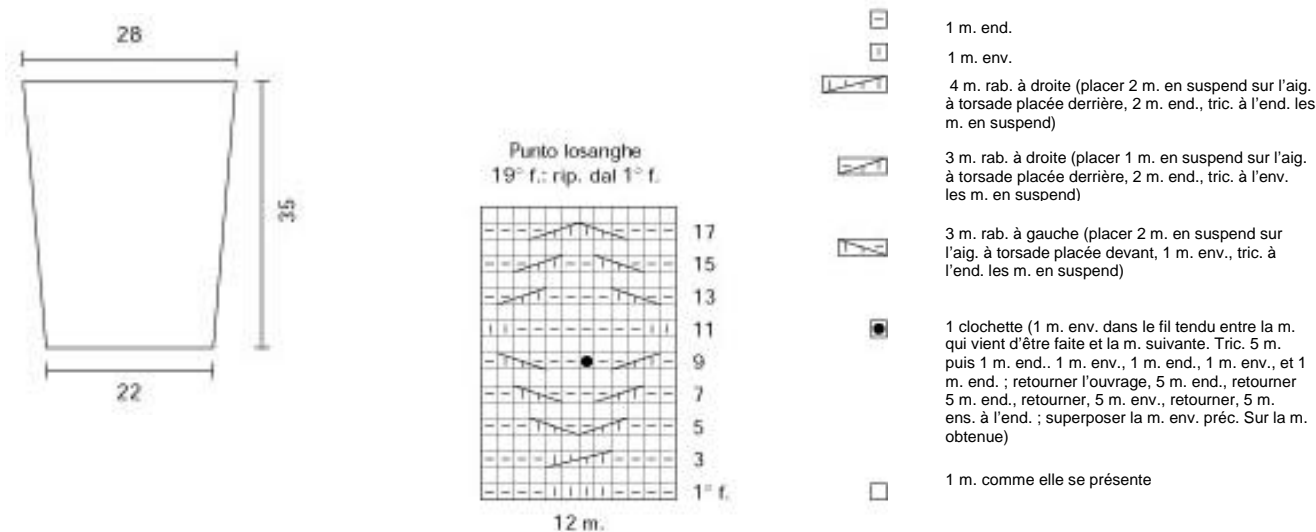 28
35
22
Punto losanghe
19° f.: rip. dal 1° f.
17
15
13
11
9
7
5
3
1° f.
12 m.
1 m. end.
1 m. env.
4 m. rab. à droite (placer 2 m. en suspend sur l’aig.
à torsade placée derrière, 2 m. end., tric. à l’end. les
m. en suspend)
3 m. rab. à droite (placer 1 m. en suspend sur l’aig.
à torsade placée derrière, 2 m. end., tric. à l’env.
les m. en suspend)
3 m. rab. à gauche (placer 2 m. en suspend sur
l’aig. à torsade placée devant, 1 m. env., tric. à
l’end. les m. en suspend)
1 clochette (1 m. env. dans le fil tendu entre la m.
qui vient d’être faite et la m. suivante. Tric. 5 m.
puis 1 m. end.. 1 m. env., 1 m. end., 1 m. env., et 1
m. end. ; retourner l’ouvrage, 5 m. end., retourner
5 m. end., retourner, 5 m. env., retourner, 5 m.
ens. à l’end. ; superposer la m. env. préc. Sur la m.
obtenue)
1 m. comme elle se présente